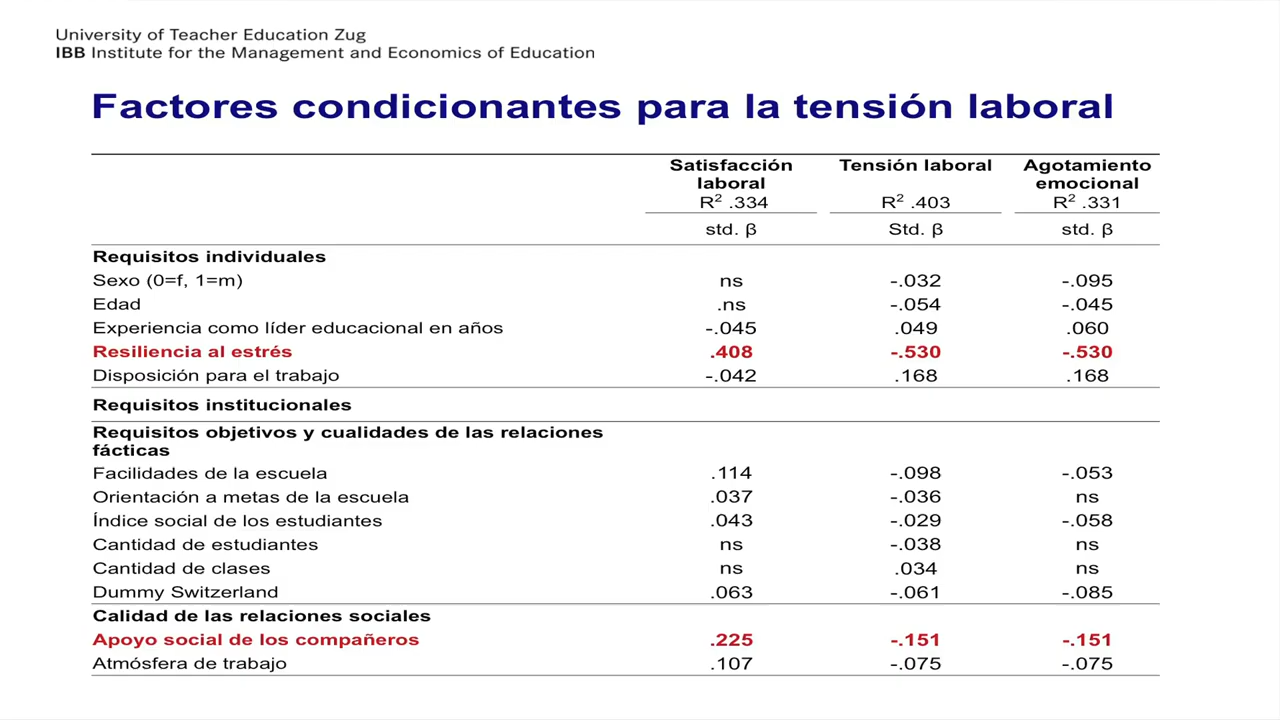 University of Teacher Education Zug
IBB Institute for the Management and Economics of Education
Factores condicionantes para la tensión laboral
Satisfacción laboral Tensión laboral Agotamiento emocional
R² .334 R² .403 R² .331
std. β Std. β std. β
Requisitos individuales
Sexo (0=f, 1=m) ns -.032 -.095
Edad .ns -.054 -.045
Experiencia como líder educacional en años -.045 .049 .060
Resiliencia al estrés .408 -.530 -.530
Disposición para el trabajo -.042 .168 .168
Requisitos institucionales
Requisitos objetivos y cualidades de las relaciones
fácticas
Facilidades de la escuela .114 -.098 -.053
Orientación a metas de la escuela .037 -.036 ns
Índice social de los estudiantes .043 -.029 -.058
Cantidad de estudiantes ns -.038 ns
Cantidad de clases ns .034 ns
Dummy Switzerland .063 -.061 -.085
Calidad de las relaciones sociales
Apoyo social de los compañeros .225 -.151 -.151
Atmósfera de trabajo .107 -.075 -.075